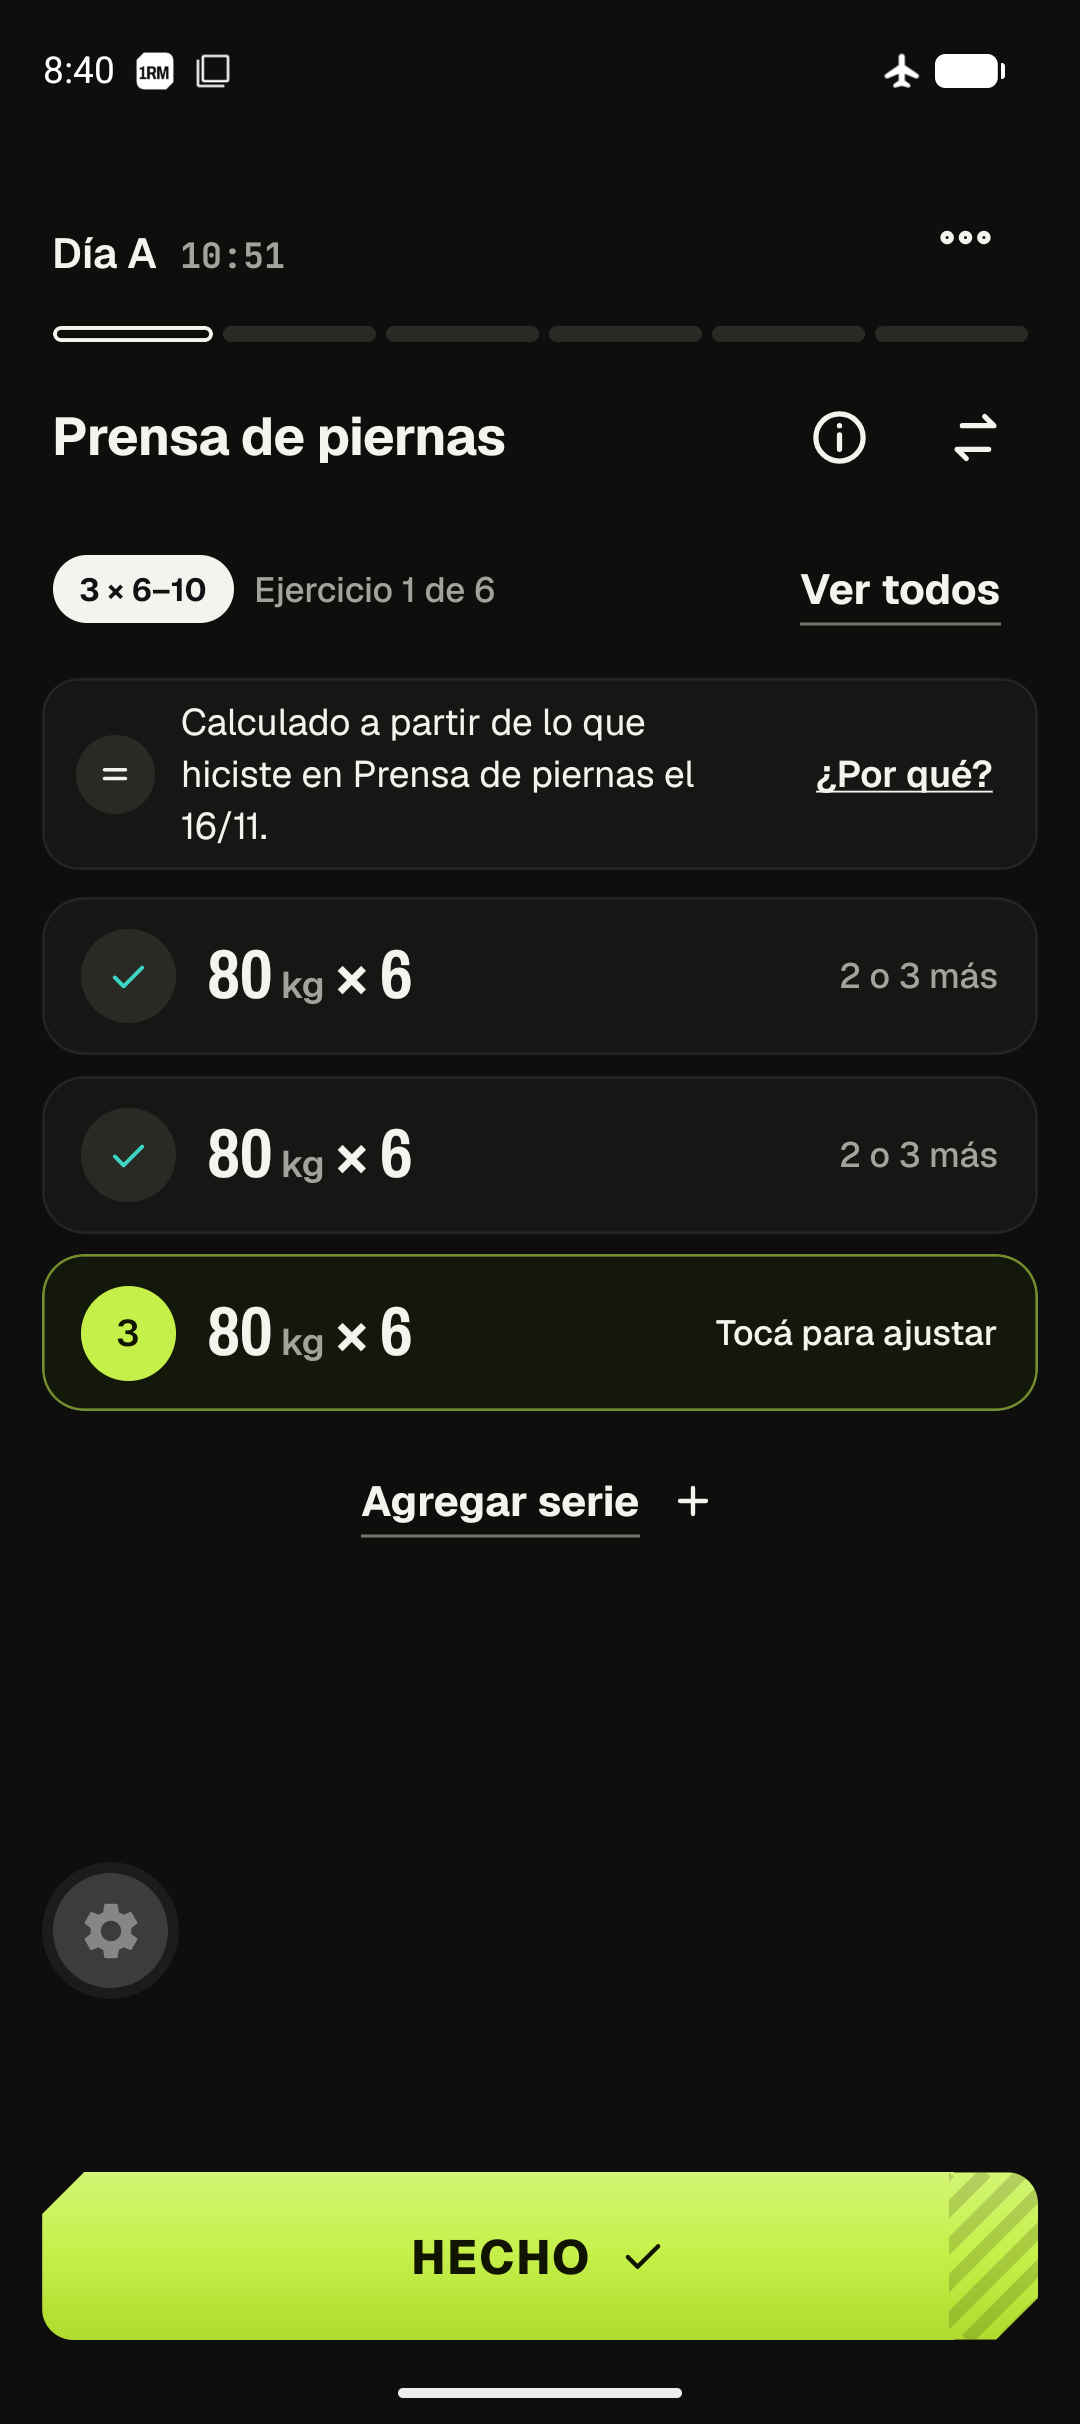 8:40 1RM
Día A 10:51
Prensa de piernas
3 × 6–10 Ejercicio 1 de 6 Ver todos
Calculado a partir de lo que
hiciste en Prensa de piernas el
16/11.
¿Por qué?
80 kg × 6 2 o 3 más
80 kg × 6 2 o 3 más
3 80 kg × 6 Tocá para ajustar
Agregar serie +
HECHO